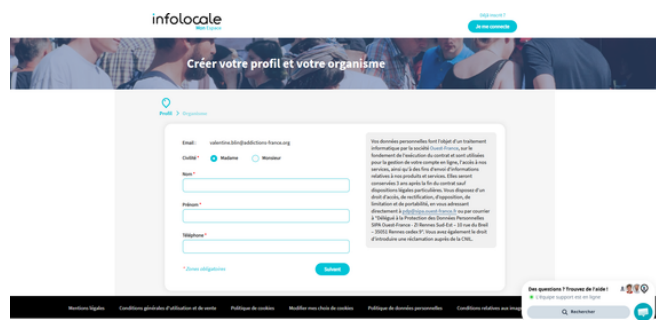 infolocale
Mon Espace
Déjà inscrit ?
Je me connecte
Créer votre profil et votre organisme
Profil > Organisme
Email : valentine.blin@addictions-france.org
Civilité * Madame Monsieur
Nom *
Prénom *
Téléphone *
* Zones obligatoires
Suivant
Vos données personnelles font l'objet d'un traitement
informatique par la société Ouest-France, sur le
fondement de l'exécution du contrat et sont utilisées
pour la gestion de votre compte en ligne, l'accès à nos
services, ainsi qu'à des fins d'envoi d'informations
relatives à nos produits et services. Elles seront
conservées 3 ans après la fin du contrat sauf
dispositions légales particulières. Vous disposez d'un
droit d'accès, de rectification, d'opposition, de
limitation et de portabilité, en vous adressant
directement à pdp@sipa.ouest-france.fr ou par courrier
à "Délégué à la Protection des Données Personnelles
SIPA Ouest-France - ZI Rennes Sud-Est - 10 rue du Breil
- 35051 Rennes cedex 9". Vous avez également le droit
d'introduire une réclamation auprès de la CNIL.
Mentions légales Conditions générales d'utilisation et de vente Politique de cookies Modifier mes choix de cookies Politique de données personnelles Conditions relatives aux
Des questions ? Trouvez de l'aide !
L'équipe support est en ligne
Rechercher